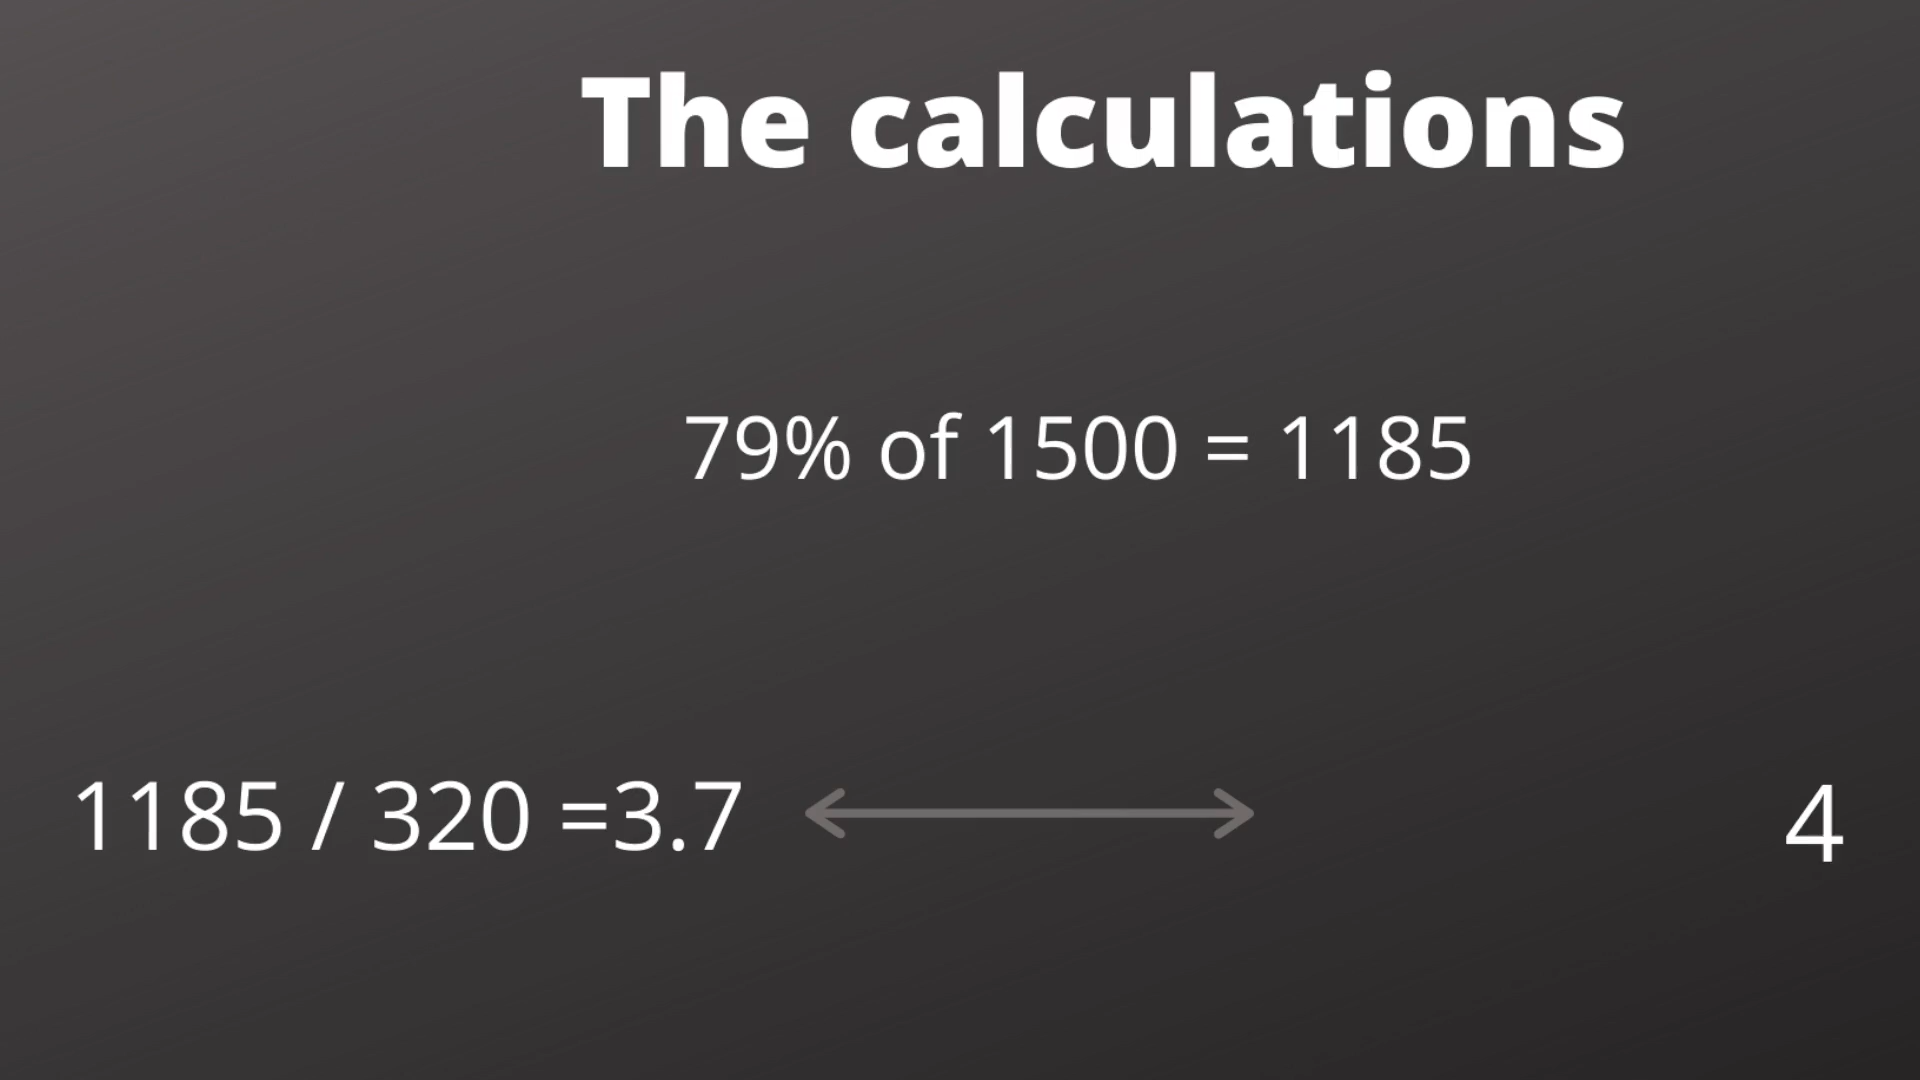 The calculations
79% of 1500 = 1185
1185 / 320 =3.7 4